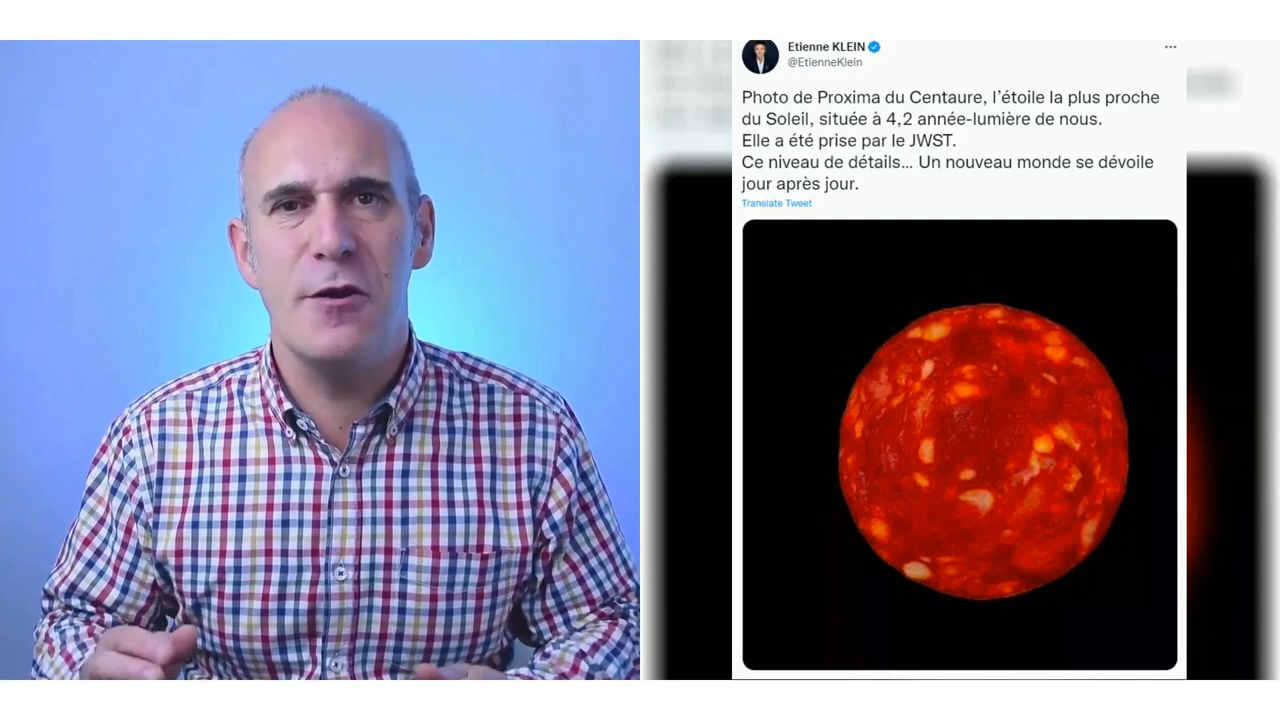 Etienne KLEIN
@EtienneKlein
Photo de Proxima du Centaure, l’étoile la plus proche
du Soleil, située à 4,2 année-lumière de nous.
Elle a été prise par le JWST.
Ce niveau de détails... Un nouveau monde se dévoile
jour après jour.
Translate Tweet